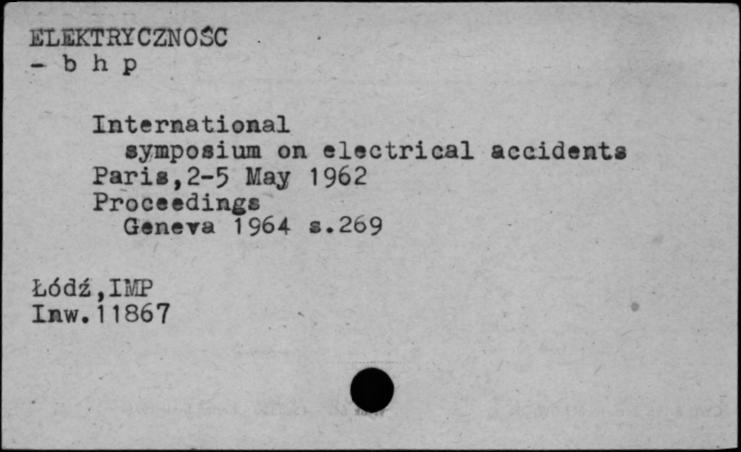 ELEKTRYCZNOŚC
- b h p
International
symposium on electrical accidents
Paris,2-5 May 1962
Proceedings
Geneva 1964 s.269
Łódź,IMP
Inw.11867